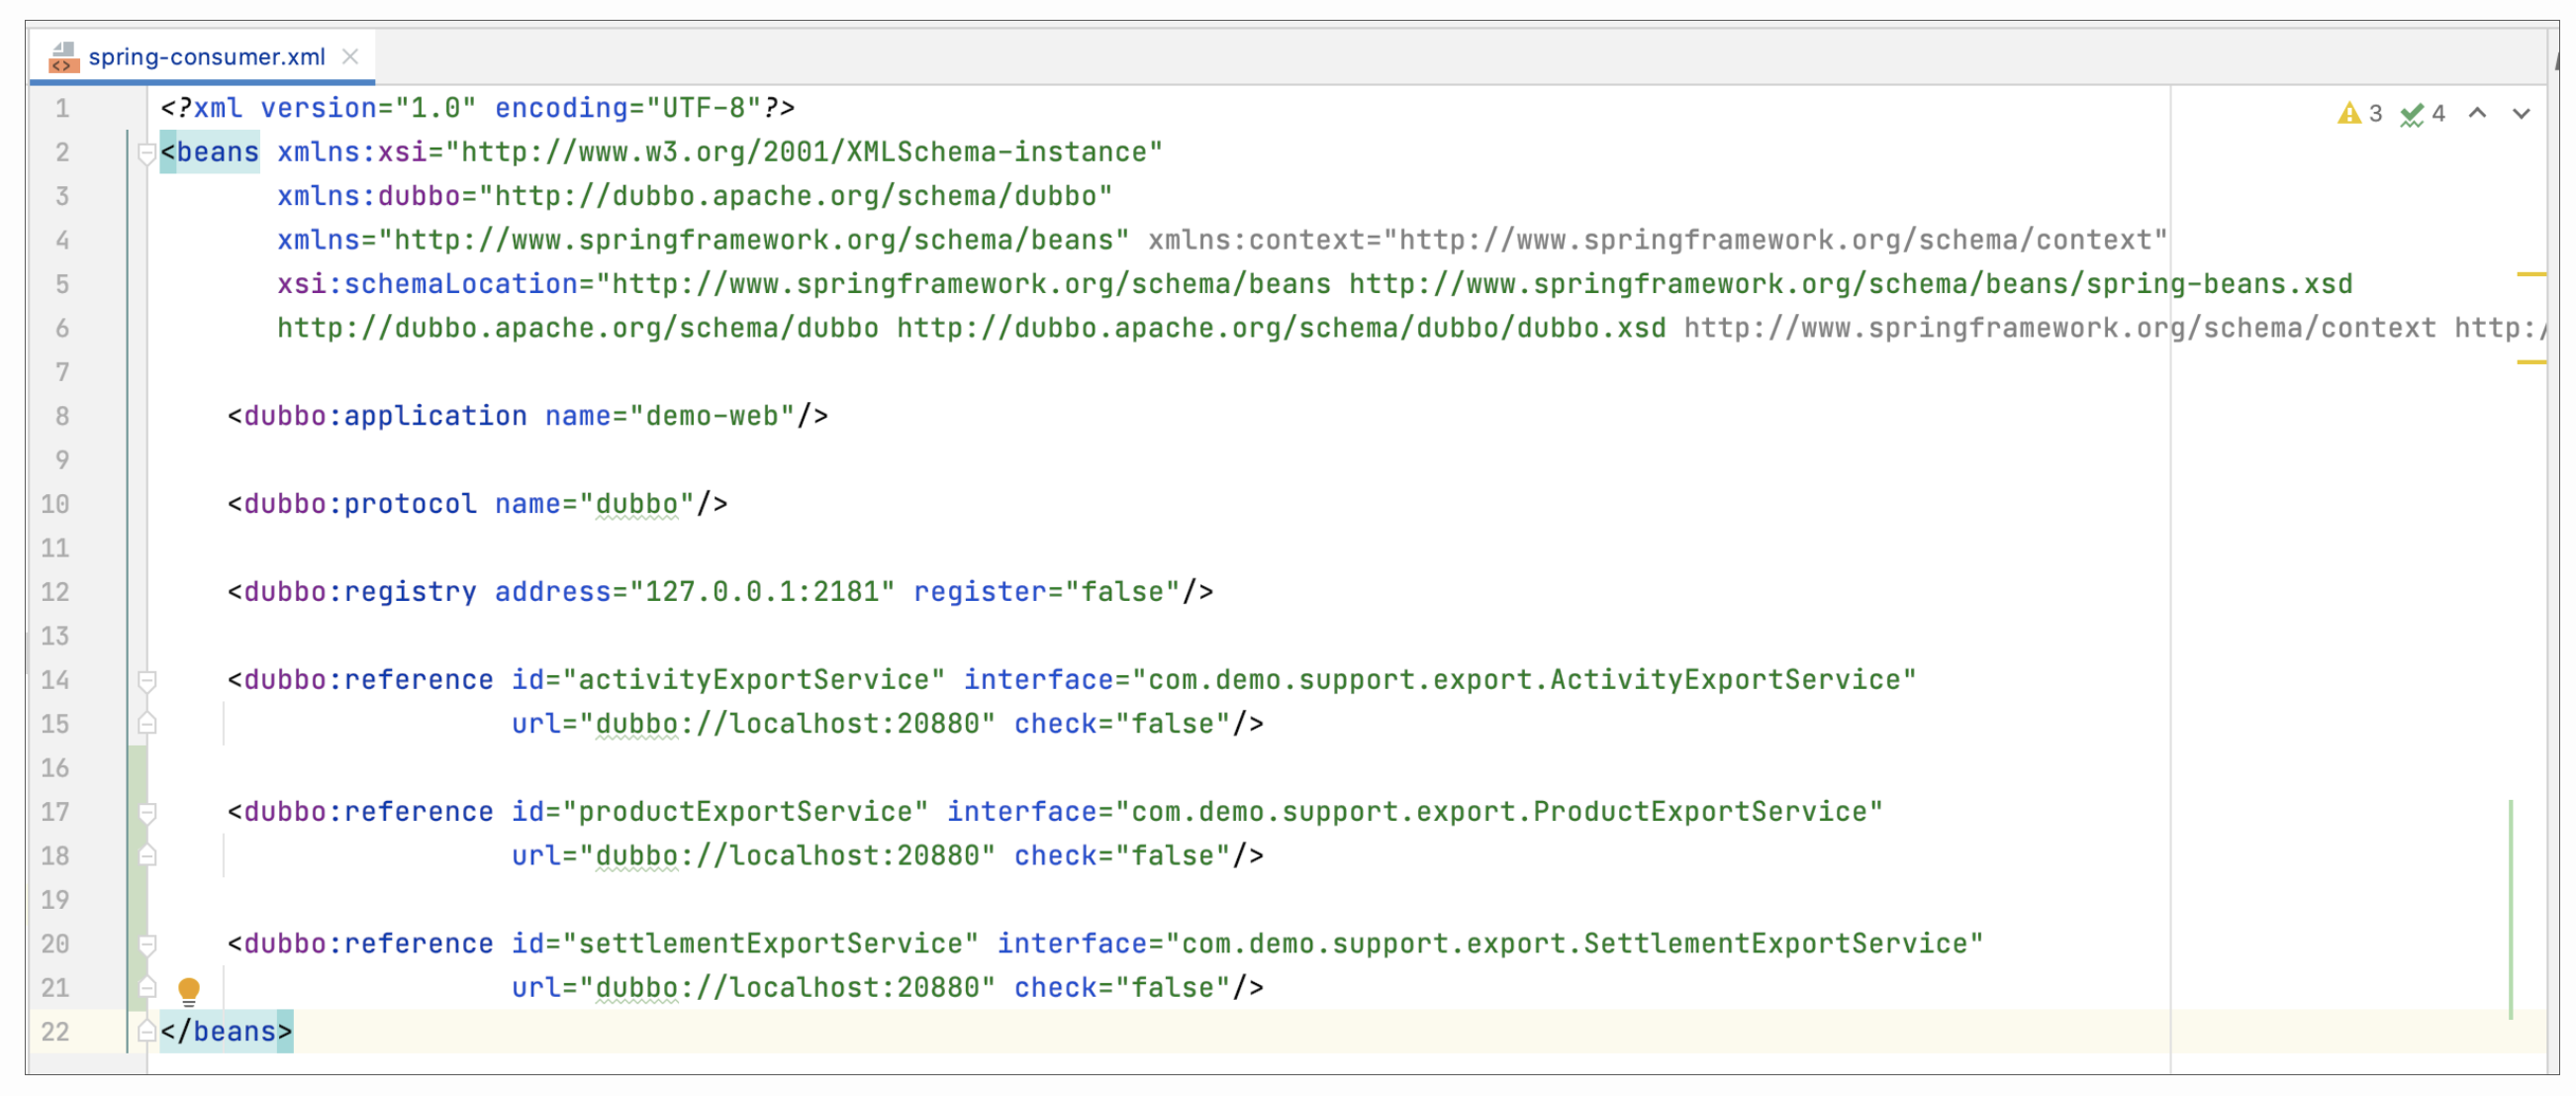 spring-consumer.xml
3 4
1 <?xml version="1.0" encoding="UTF-8"?>
2 <beans xmlns:xsi="http://www.w3.org/2001/XMLSchema-instance"
3 xmlns:dubbo="http://dubbo.apache.org/schema/dubbo"
4 xmlns="http://www.springframework.org/schema/beans" xmlns:context="http://www.springframework.org/schema/context"
5 xsi:schemaLocation="http://www.springframework.org/schema/beans http://www.springframework.org/schema/beans/spring-beans.xsd
6 http://dubbo.apache.org/schema/dubbo http://dubbo.apache.org/schema/dubbo/dubbo.xsd http://www.springframework.org/schema/context http:/
7
8 <dubbo:application name="demo-web"/>
9
10 <dubbo:protocol name="dubbo"/>
11
12 <dubbo:registry address="127.0.0.1:2181" register="false"/>
13
14 <dubbo:reference id="activityExportService" interface="com.demo.support.export.ActivityExportService"
15 url="dubbo://localhost:20880" check="false"/>
16
17 <dubbo:reference id="productExportService" interface="com.demo.support.export.ProductExportService"
18 url="dubbo://localhost:20880" check="false"/>
19
20 <dubbo:reference id="settlementExportService" interface="com.demo.support.export.SettlementExportService"
21 url="dubbo://localhost:20880" check="false"/>
22 </beans>